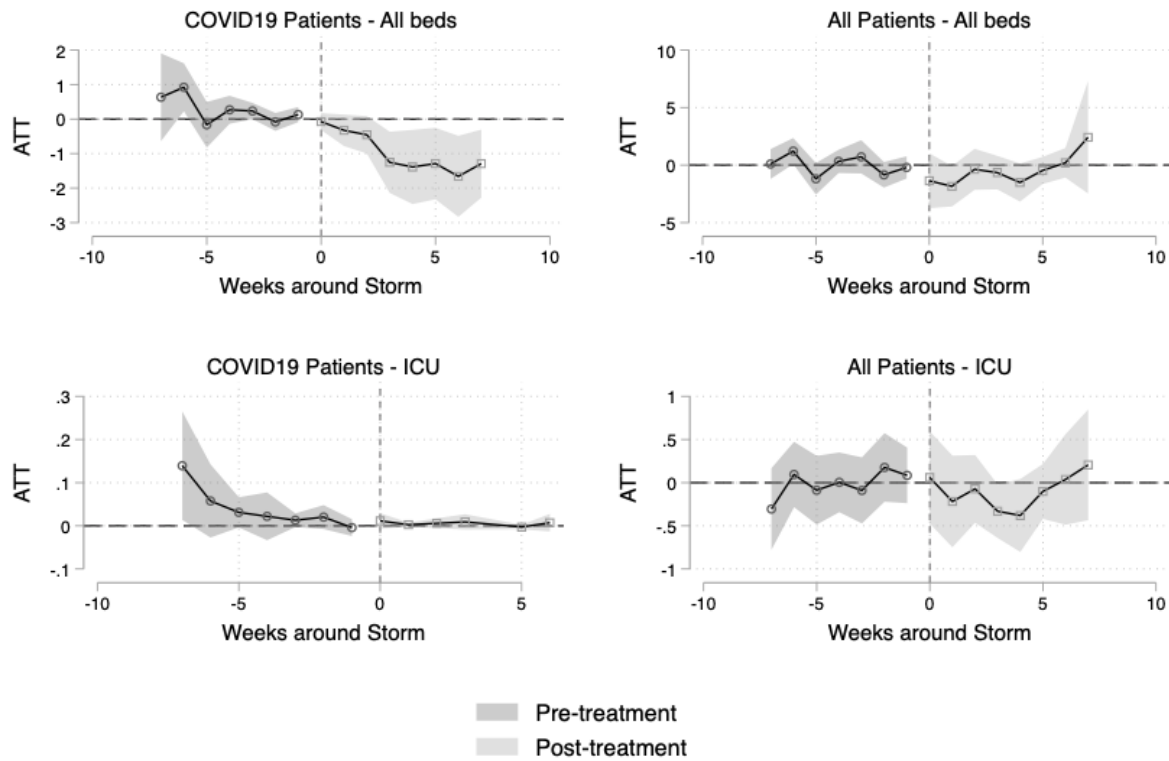 COVID19 Patients - All beds
ATT
2
1
0
-1
-2
-3
-10
-5
0
5
10
Weeks around Storm
All Patients - All beds
ATT
10
5
0
-5
-10
-5
0
5
10
Weeks around Storm
COVID19 Patients - ICU
ATT
.3
.2
.1
0
-.1
-10
-5
0
5
Weeks around Storm
All Patients - ICU
ATT
1
.5
0
-.5
-1
-10
-5
0
5
10
Weeks around Storm
Pre-treatment
Post-treatment